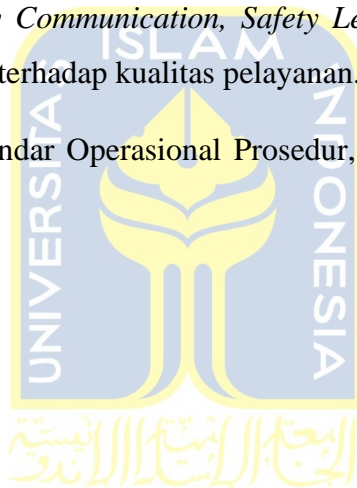 y Communication, Safety Le
ISLAM
terhadap kualitas pelayanan.
ndar Operasional Prosedur,
UNIVERSITAS
INDONESIA